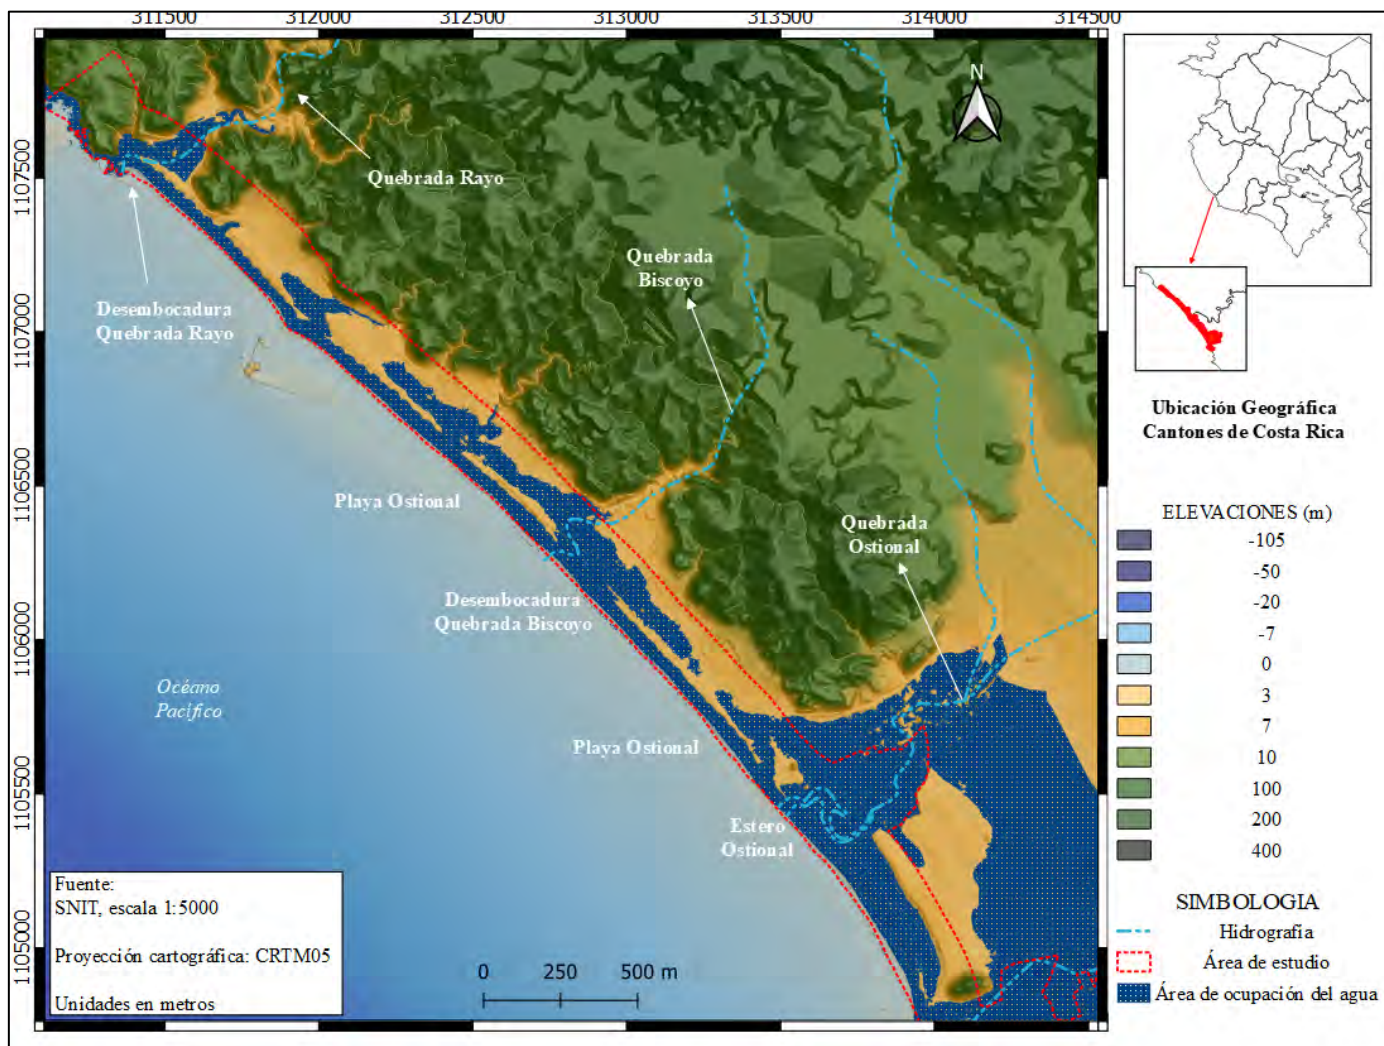 311500 312000 312500 313000 313500 314000 314500
1107500
1107000
1106500
1106000
1105500
1105000
N
Quebrada Rayo
Desembocadura
Quebrada Rayo
Quebrada
Biscoyo
Playa Ostional
Quebrada
Ostional
Desembocadura
Quebrada Biscoyo
Océano
Pacífico
Playa Ostional
Estero
Ostional
Fuente:
SNIT, escala 1:5000
Proyección cartográfica: CRTM05
Unidades en metros
0 250 500 m
Ubicación Geográfica
Cantones de Costa Rica
ELEVACIONES (m)
-105
-50
-20
-7
0
3
7
10
100
200
400
SIMBOLOGIA
Hidrografía
Área de estudio
Área de ocupación del agua